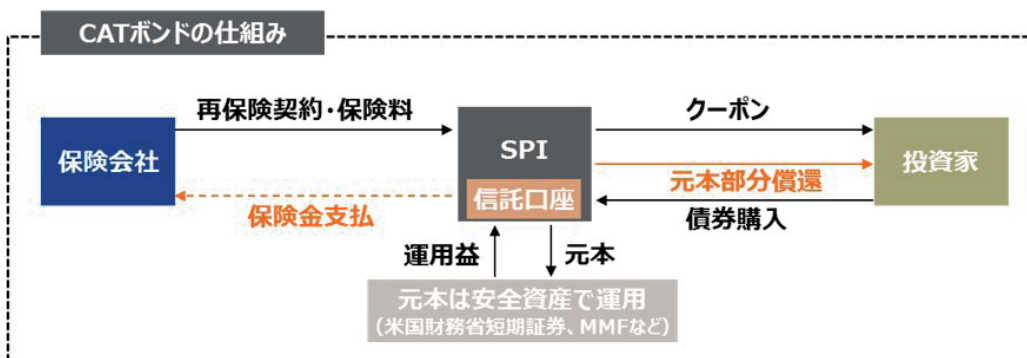 CATボンドの仕組み
再保険契約・保険料
クーポン
保険会社
SPI
投資家
元本部分償還
信託口座
保険金支払
債券購入
運用益
元本
元本は安全資産で運用
(米国財務省短期証券、MMFなど)